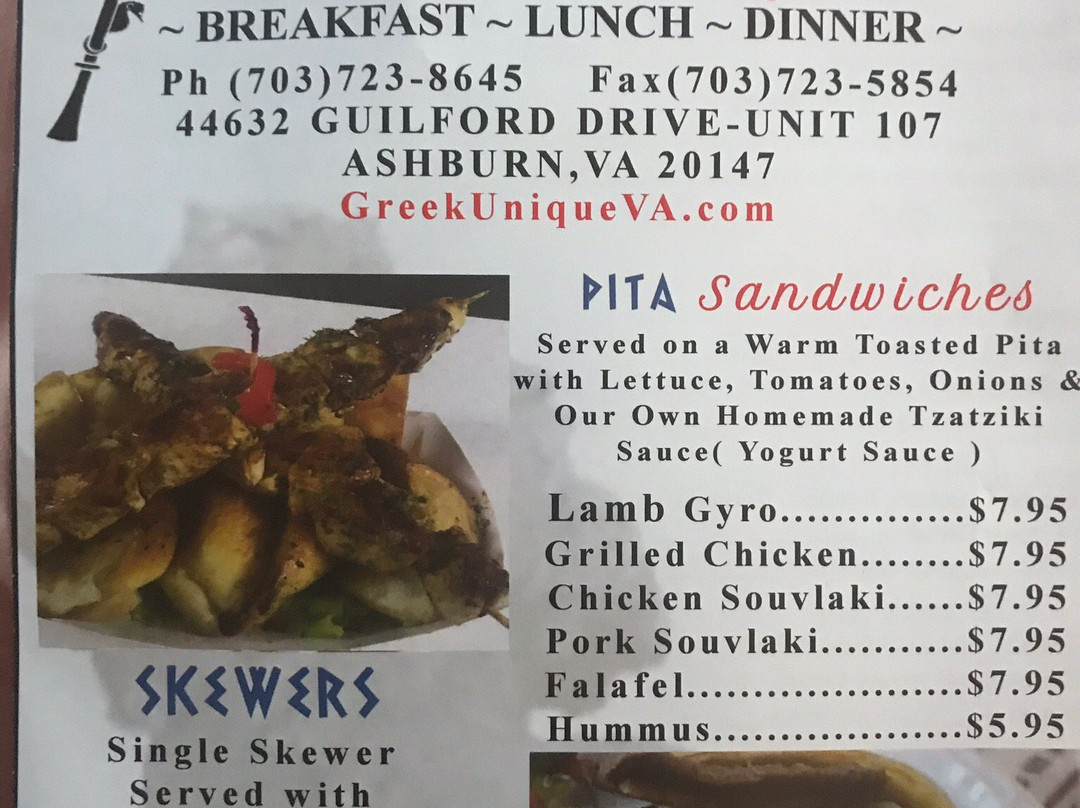 ~ BREAKFAST ~ LUNCH ~ DINNER ~
Ph (703)723-8645 Fax(703)723-5854
44632 GUILFORD DRIVE-UNIT 107
ASHBURN,VA 20147
GreekUniqueVA.com
PITA Sandwiches
Served on a Warm Toasted Pita
with Lettuce, Tomatoes, Onions &
Our Own Homemade Tzatziki
Sauce( Yogurt Sauce )
Lamb Gyro..............$7.95
Grilled Chicken........$7.95
Chicken Souvlaki......$7.95
Pork Souvlaki...........$7.95
Falafel.....................$7.95
Hummus...................$5.95
SKEWERS
Single Skewer
Served with